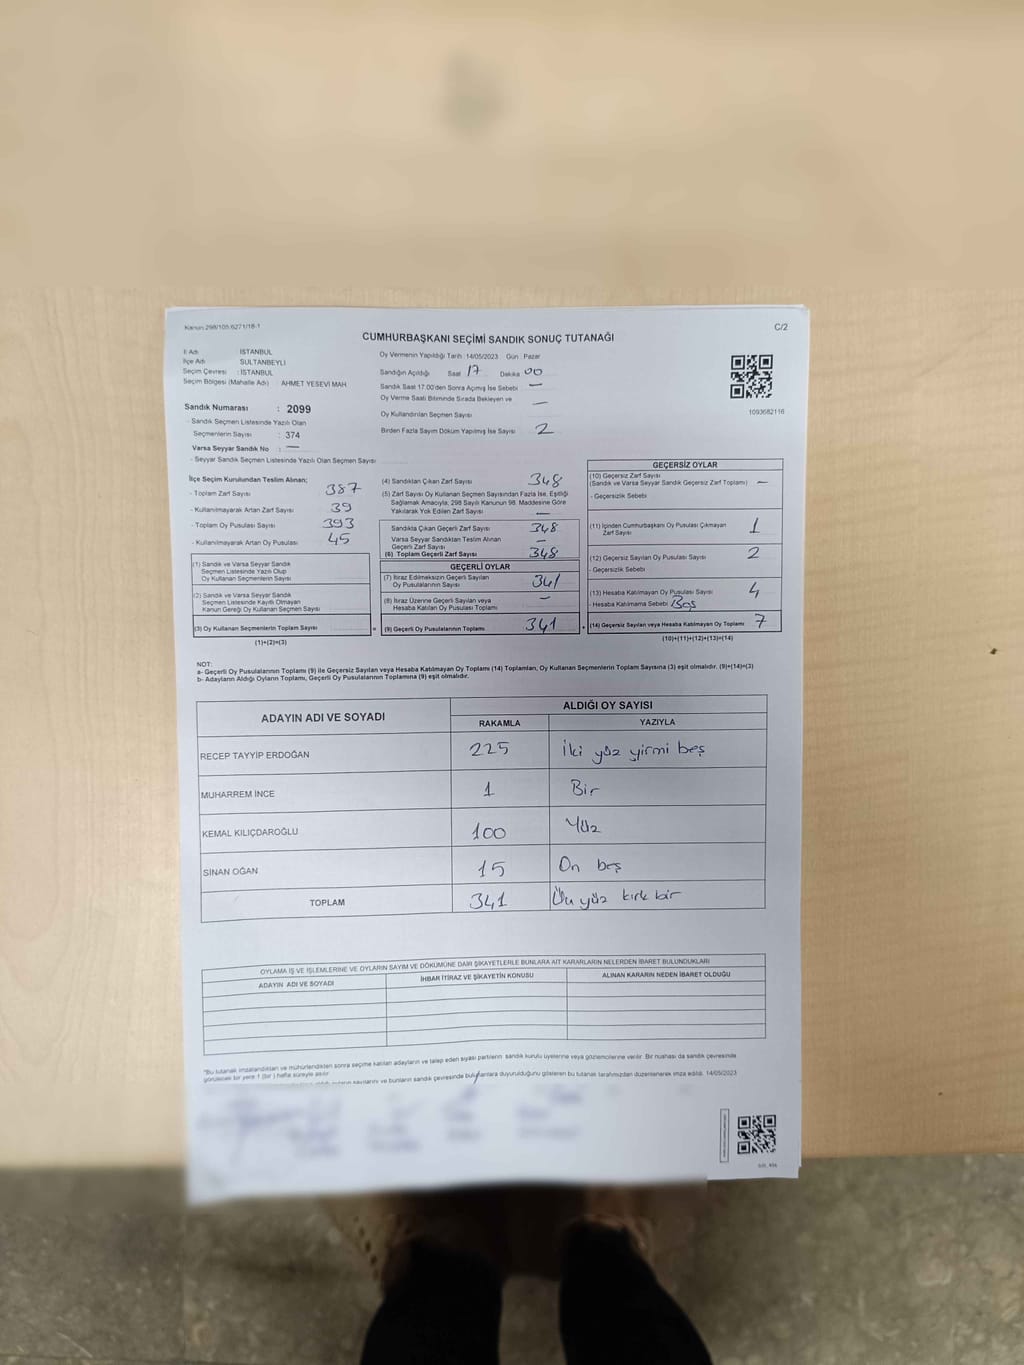 Kanun 298/105.6271/18-1
C/2
CUMHURBAŞKANI SEÇİMİ SANDIK SONUÇ TUTANAĞI
İl Adı İSTANBUL
İlçe Adı SULTANBEYLİ
Seçim Çevresi : İSTANBUL
Seçim Bölgesi (Mahalle Adı) : AHMET YESEVİ MAH
Sandık Numarası : 2099
- Sandık Seçmen Listesinde Yazılı Olan
Seçmenlerin Sayısı : 374
Varsa Seyyar Sandık No : —
- Seyyar Sandık Seçmen Listesinde Yazılı Olan Seçmen Sayısı
Oy Vermenin Yapıldığı Tarih :14/05/2023 Gün : Pazar
Sandığın Açıldığı Saat 17 Dakika 00
Sandık Saat 17.00'den Sonra Açımış İse Sebebi —
Oy Verme Saati Bitiminde Sırada Bekleyen ve —
Oy Kullandırılan Seçmen Sayısı
Birden Fazla Sayım Döküm Yapılmış İse Sayısı 2
1093682116
İlçe Seçim Kurulundan Teslim Alınan;
- Toplam Zarf Sayısı 387
- Kullanılmayarak Artan Zarf Sayısı 39
- Toplam Oy Pusulası Sayısı 393
- Kullanılmayarak Artan Oy Pusulası 45
(1) Sandık ve Varsa Seyyar Sandık
Seçmen Listesinde Yazılı Olup
Oy Kullanan Seçmenlerin Sayısı
(2) Sandık ve Varsa Seyyar Sandık
Seçmen Listesinde Kayıtlı Olmayan
Kanun Gereği Oy Kullanan Seçmen Sayısı
(3) Oy Kullanan Seçmenlerin Toplam Sayısı
(1)+(2)=(3)
(4) Sandıktan Çıkan Zarf Sayısı 348
(5) Zarf Sayısı Oy Kullanan Seçmen Sayısından Fazla İse, Eşitliği
Sağlamak Amacıyla; 298 Sayılı Kanunun 98. Maddesine Göre
Yakılarak Yok Edilen Zarf Sayısı —
Sandıkta Çıkan Geçerli Zarf Sayısı 348
Varsa Seyyar Sandıktan Teslim Alınan
Geçerli Zarf Sayısı —
(6) Toplam Geçerli Zarf Sayısı 348
GEÇERLİ OYLAR
(7) İtiraz Edilmeksizin Geçerli Sayılan
Oy Pusulalarının Sayısı 341
(8) İtiraz Üzerine Geçerli Sayılan veya
Hesaba Katılan Oy Pusulası Toplamı —
= (9) Geçerli Oy Pusulalarının Toplamı 341
GEÇERSİZ OYLAR
(10) Geçersiz Zarf Sayısı
(Sandık ve Varsa Seyyar Sandık Geçersiz Zarf Toplamı) —
- Geçersizlik Sebebi
(11) İçinden Cumhurbaşkanı Oy Pusulası Çıkmayan
Zarf Sayısı 1
(12) Geçersiz Sayılan Oy Pusulası Sayısı 2
- Geçersizlik Sebebi
(13) Hesaba Katılmayan Oy Pusulası Sayısı 4
- Hesaba Katılmama Sebebi Boş
+ (14) Geçersiz Sayılan veya Hesaba Katılmayan Oy Toplamı 7
(10)+(11)+(12)+(13)=(14)
NOT:
a- Geçerli Oy Pusulalarının Toplamı (9) ile Geçersiz Sayılan veya Hesaba Katılmayan Oy Toplamı (14) Toplamları, Oy Kullanan Seçmenlerin Toplam Sayısına (3) eşit olmalıdır. (9)+(14)=(3)
b- Adayların Aldığı Oyların Toplamı, Geçerli Oy Pusulalarının Toplamına (9) eşit olmalıdır.
ADAYIN ADI VE SOYADI ALDIĞI OY SAYISI
RAKAMLA YAZIYLA
RECEP TAYYİP ERDOĞAN 225 İki yüz yirmi beş
MUHARREM İNCE 1 Bir
KEMAL KILIÇDAROĞLU 100 Yüz
SİNAN OĞAN 15 On beş
TOPLAM 341 Üç yüz kırk bir
OYLAMA İŞ VE İŞLEMLERİNE VE OYLARIN SAYIM VE DÖKÜMÜNE DAİR ŞİKAYETLERLE BUNLARA AİT KARARLARIN NELERDEN İBARET BULUNDUKLARI
ADAYIN ADI VE SOYADI İHBAR İTİRAZ VE ŞİKAYETİN KONUSU ALINAN KARARIN NEDEN İBARET OLDUĞU
"Bu tutanak imzalandıktan ve mühürlendikten sonra seçime katılan adayların ve talep eden siyasi partilerin sandık kurulu üyelerine veya gözlemcilerine verilir. Bir nüshası da sandık çevresinde
görülecek bir yere 1 (bir) hafta süreyle asılır.
sayılarını ve bunların sandık çevresinde bulunanlara duyurulduğunu gösteren bu tutanak tarafımızdan düzenlenerek imza edildi. 14/05/2023